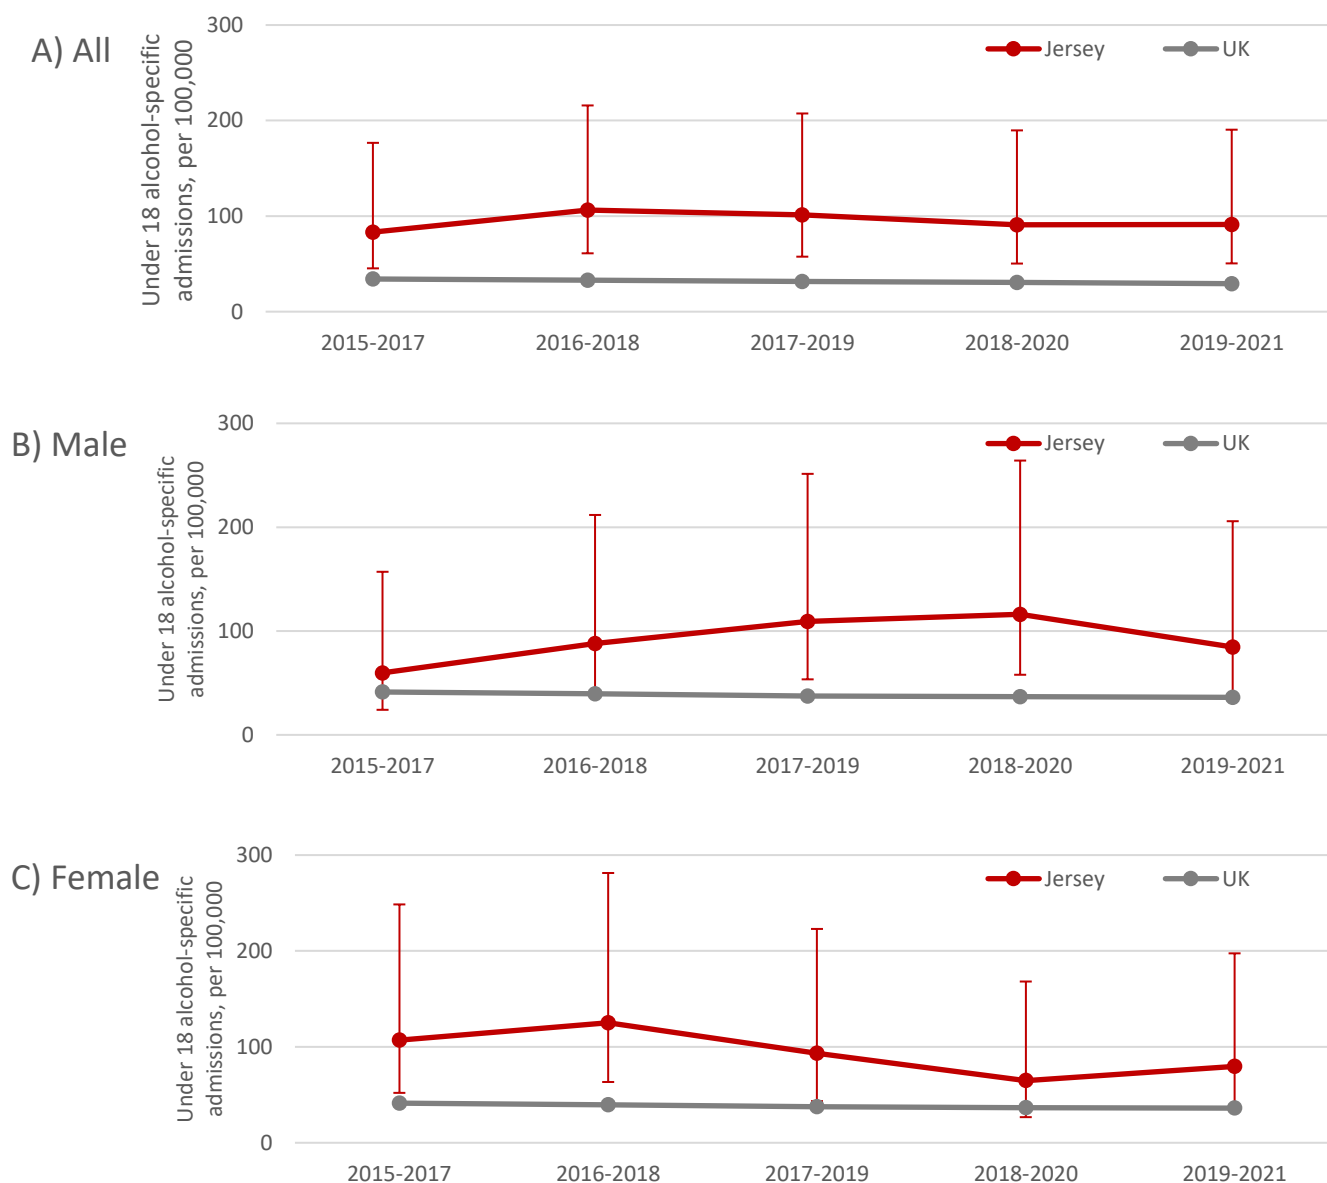 A) All
Under 18 alcohol-specific
admissions, per 100,000
300
200
100
0
Jersey
UK
2015-2017
2016-2018
2017-2019
2018-2020
2019-2021
B) Male
Under 18 alcohol-specific
admissions, per 100,000
300
200
100
0
Jersey
UK
2015-2017
2016-2018
2017-2019
2018-2020
2019-2021
C) Female
Under 18 alcohol-specific
admissions, per 100,000
300
200
100
0
Jersey
UK
2015-2017
2016-2018
2017-2019
2018-2020
2019-2021